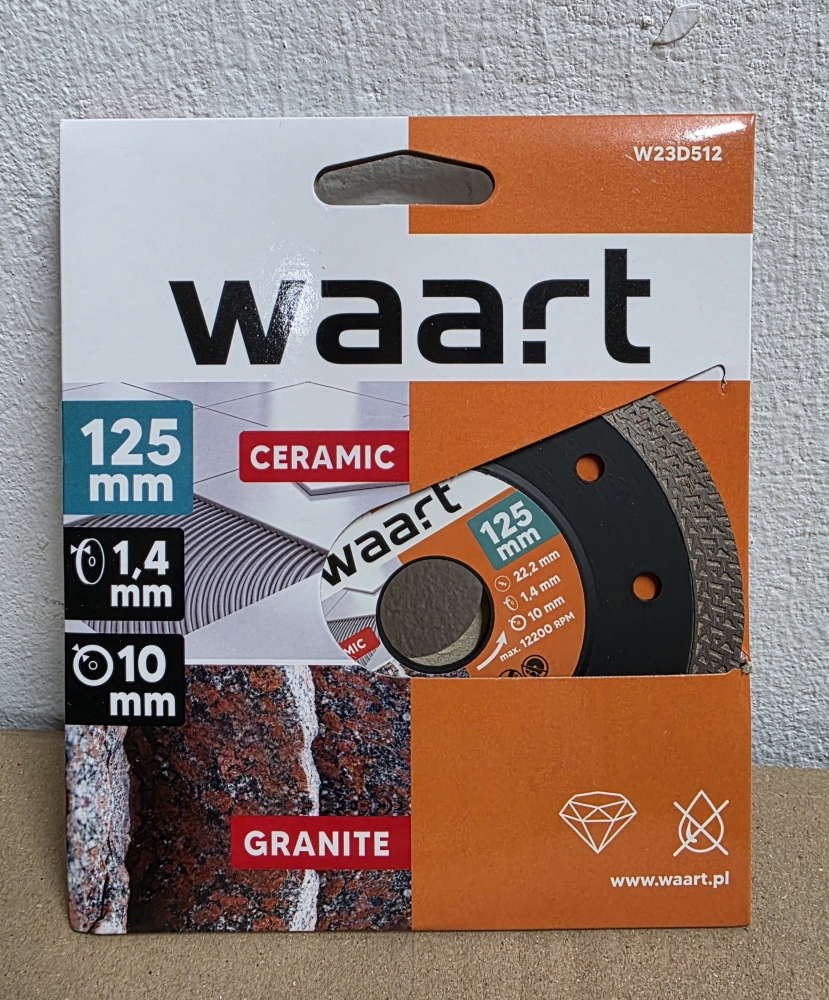 W23D512
waart
125
mm
CERAMIC
1,4
mm
10
mm
waart
125
mm
22.2 mm
1.4 mm
10 mm
max. 12200 RPM
MIC
GRANITE
www.waart.pl